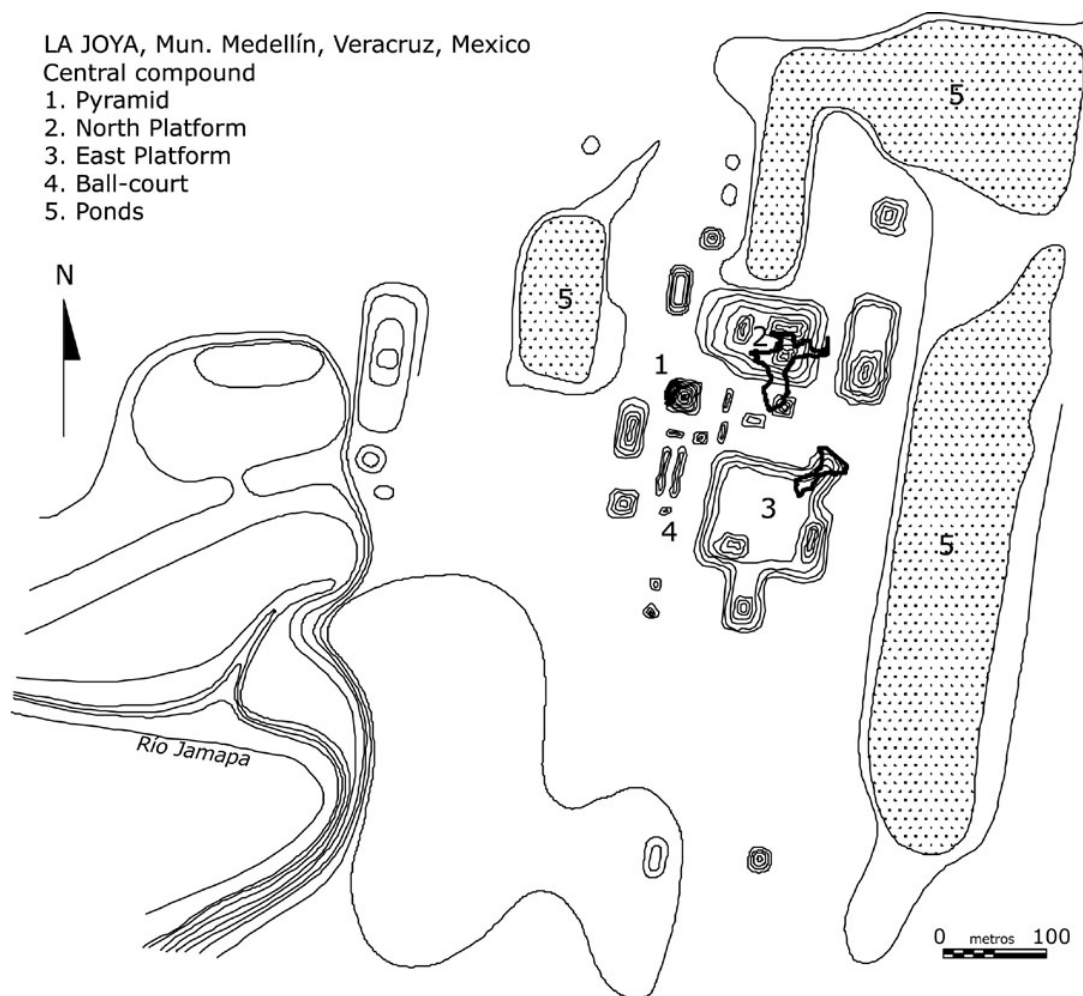 LA JOYA, Mun. Medellín, Veracruz, Mexico
Central compound
1. Pyramid
2. North Platform
3. East Platform
4. Ball-court
5. Ponds
5
N
5
2
1
3
4
5
Río Jamapa
0 metros 100